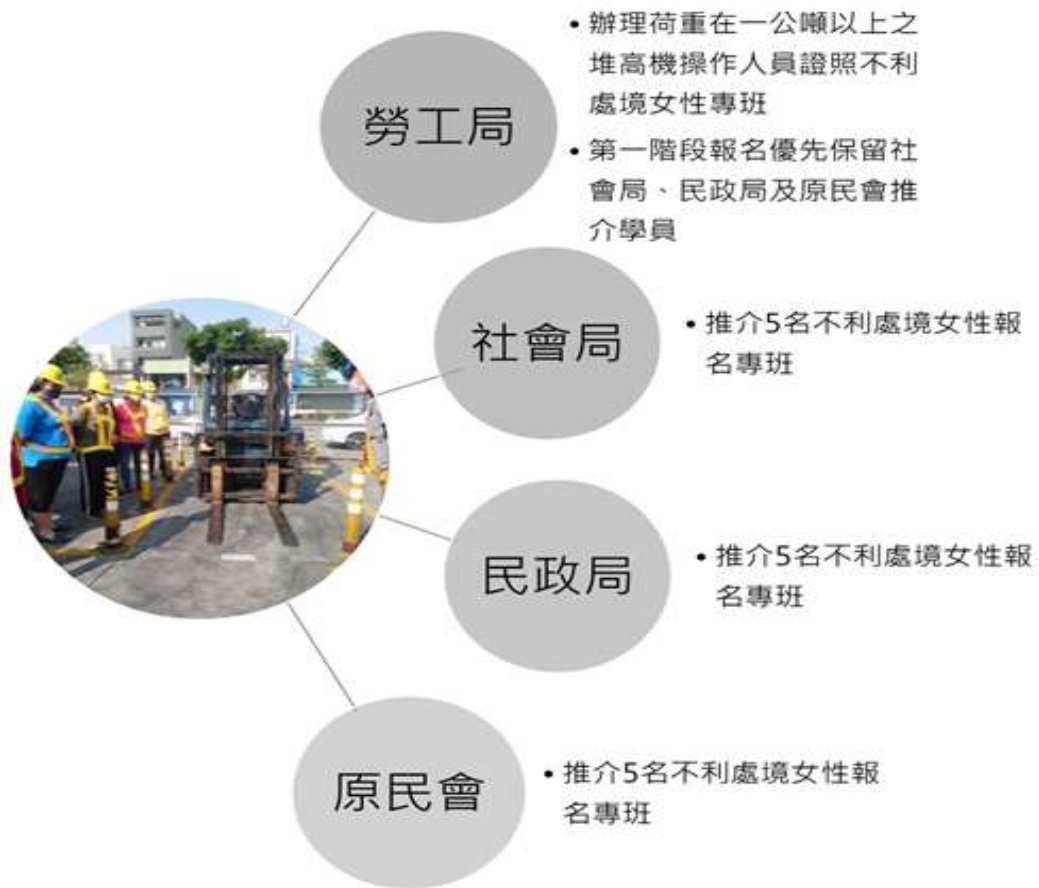 勞工局
• 辦理荷重在一公噸以上之
堆高機操作人員證照不利
處境女性專班
• 第一階段報名優先保留社
會局、民政局及原民會推
介學員
社會局
• 推介5名不利處境女性報
名專班
民政局
• 推介5名不利處境女性報
名專班
原民會
• 推介5名不利處境女性報
名專班